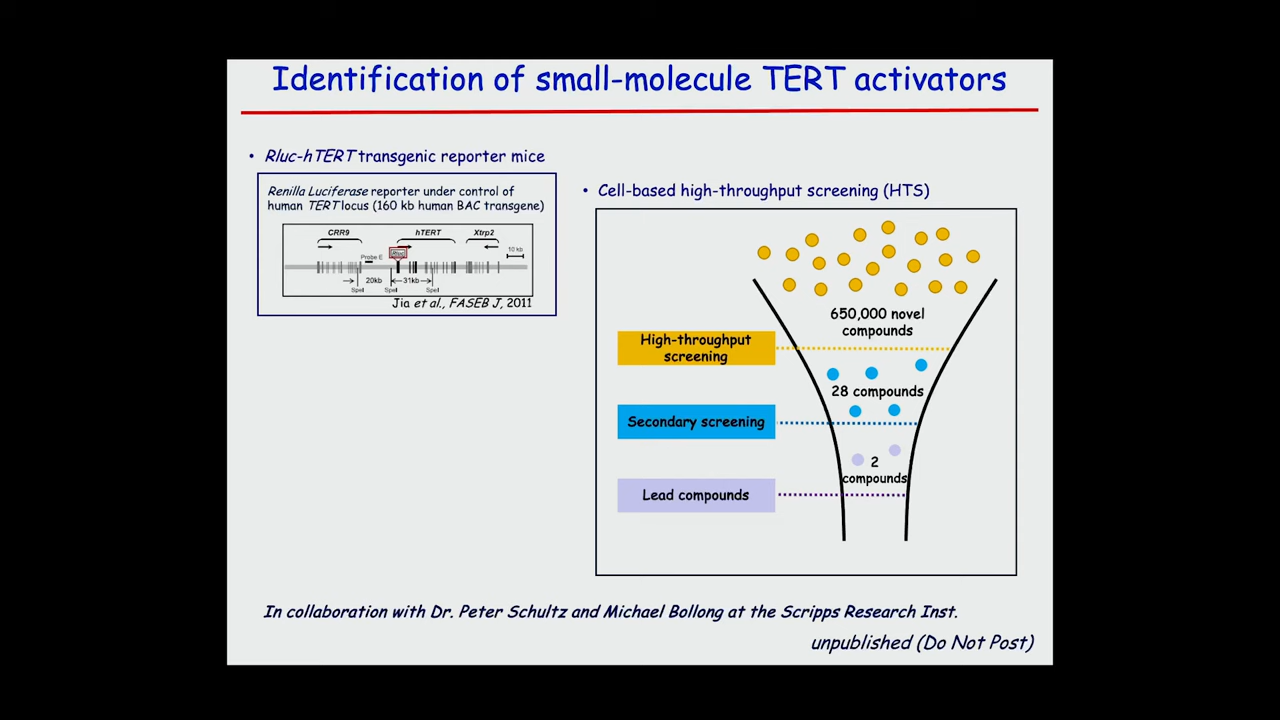 Identification of small-molecule TERT activators
• Rluc-hTERT transgenic reporter mice
Renilla Luciferase reporter under control of
human TERT locus (160 kb human BAC transgene)
CRR9 hTERT Xtrp2
Probe E
10 kb
20kb 31kb
SpeI SpeI SpeI
Jia et al., FASEB J, 2011
• Cell-based high-throughput screening (HTS)
650,000 novel
compounds
High-throughput
screening
28 compounds
Secondary screening
2
compounds
Lead compounds
In collaboration with Dr. Peter Schultz and Michael Bollong at the Scripps Research Inst.
unpublished (Do Not Post)